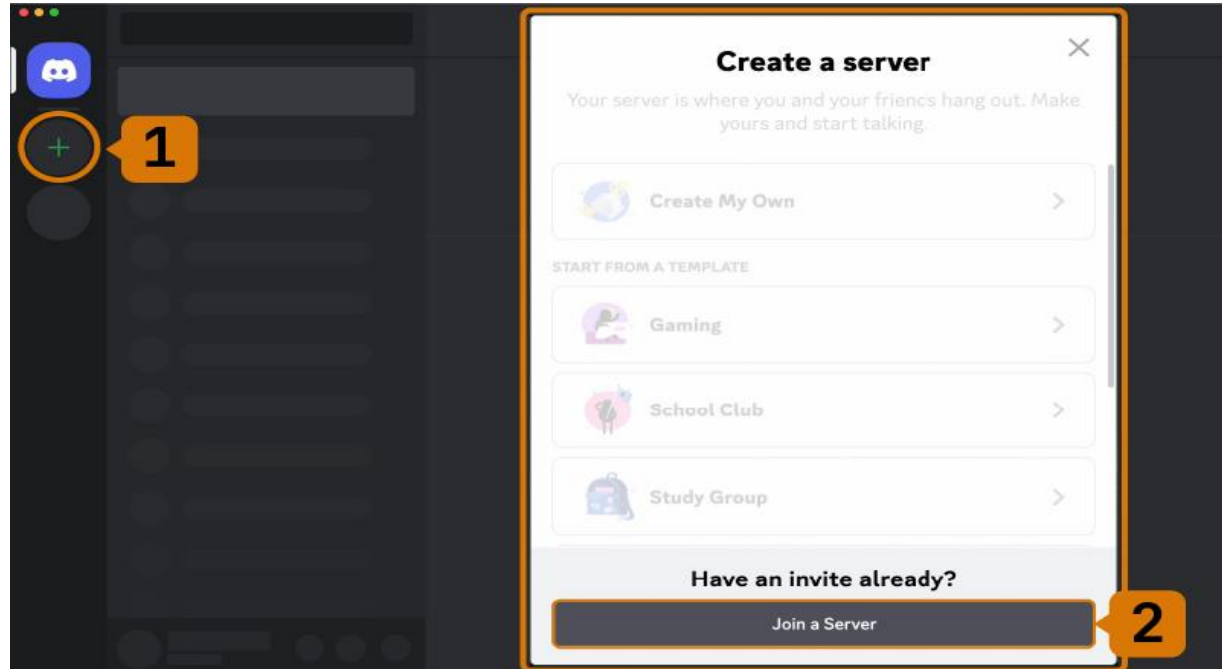 1
Create a server
Your server is where you and your friencs hang out. Make
yours and start talking.
Create My Own
START FROM A TEMPLATE
Gaming
School Club
Study Group
Have an invite already?
Join a Server
2